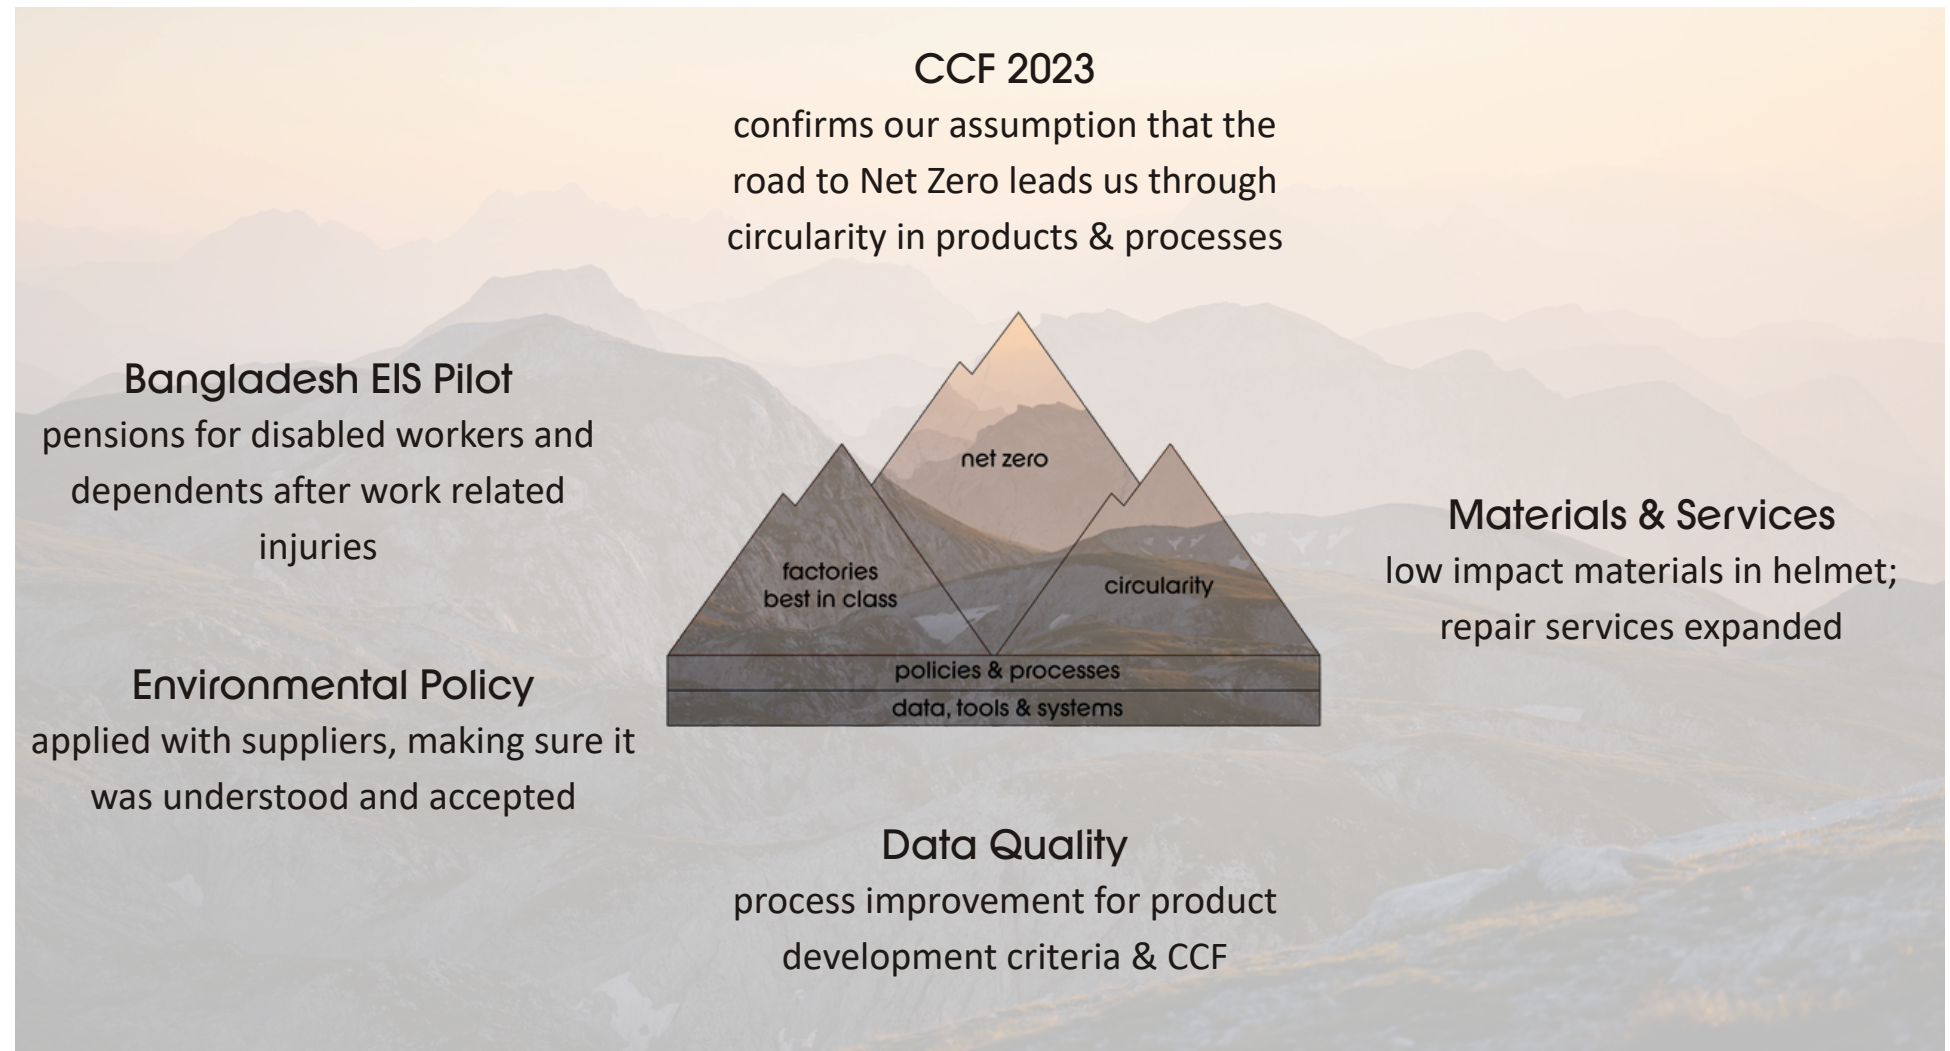 CCF 2023
confirms our assumption that the
road to Net Zero leads us through
circularity in products & processes
Bangladesh EIS Pilot
pensions for disabled workers and
dependents after work related
injuries
Environmental Policy
applied with suppliers, making sure it
was understood and accepted
net zero
factories
best in class
circularity
policies & processes
data, tools & systems
Materials & Services
low impact materials in helmet;
repair services expanded
Data Quality
process improvement for product
development criteria & CCF